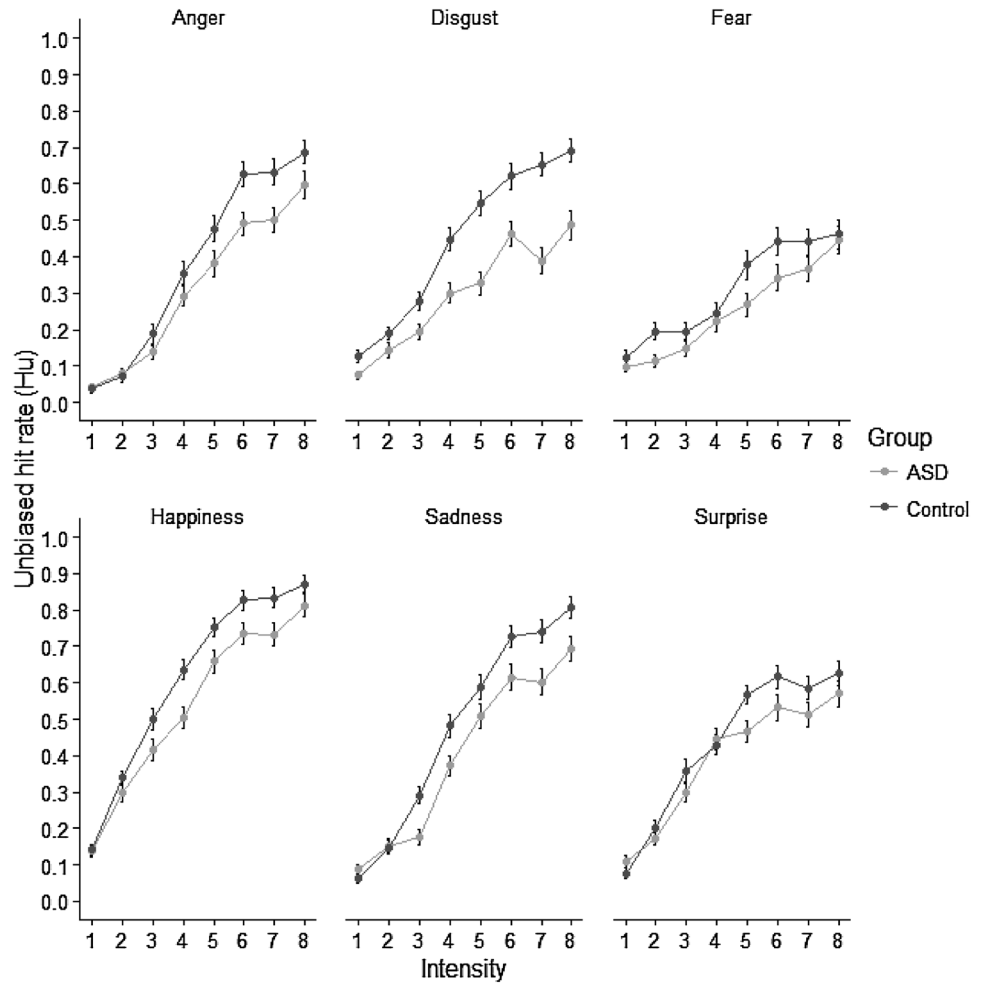 Anger Disgust Fear
1.0
0.9
0.8
0.7
0.6
0.5
0.4
0.3
0.2
0.1
0.0
1 2 3 4 5 6 7 8 1 2 3 4 5 6 7 8 1 2 3 4 5 6 7 8
Unbiased hit rate (Hu)
Group
ASD
Control
Happiness Sadness Surprise
1.0
0.9
0.8
0.7
0.6
0.5
0.4
0.3
0.2
0.1
0.0
1 2 3 4 5 6 7 8 1 2 3 4 5 6 7 8 1 2 3 4 5 6 7 8
Intensity